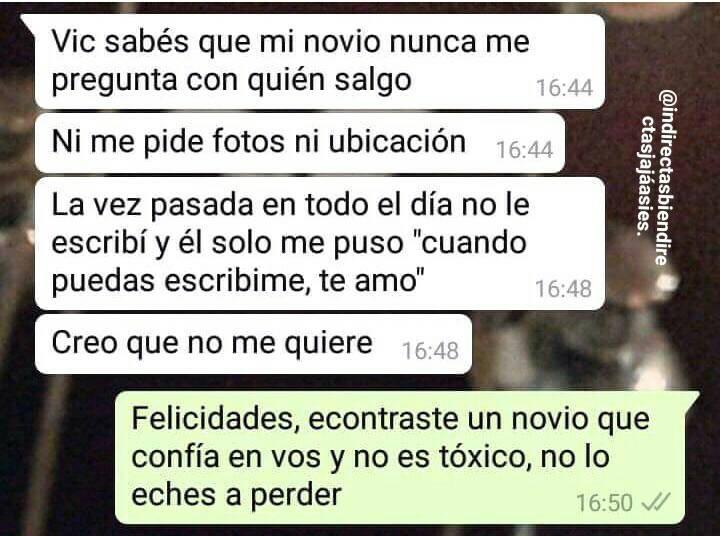 Vic sabés que mi novio nunca me
pregunta con quién salgo
16:44
Ni me pide fotos ni ubicación
16:44
La vez pasada en todo el día no le
escribí y él solo me puso "cuando
puedas escribime, te amo"
16:48
Creo que no me quiere
16:48
Felicidades, econtraste un novio que
confía en vos y no es tóxico, no lo
eches a perder
16:50
@indirectasbiendire
ctasjajáasies.